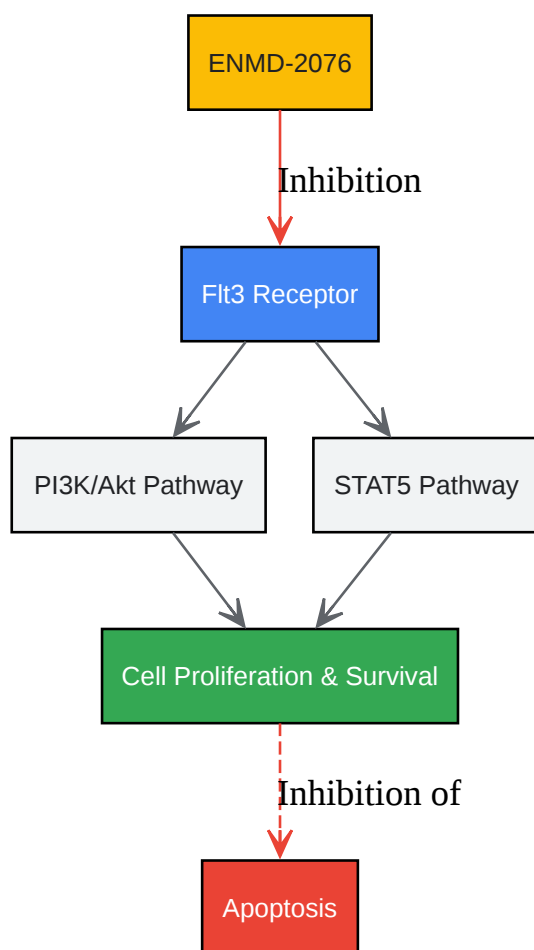 ENMD-2076
Inhibition
Flt3 Receptor
PI3K/Akt Pathway
STAT5 Pathway
Cell Proliferation & Survival
Inhibition of
Apoptosis